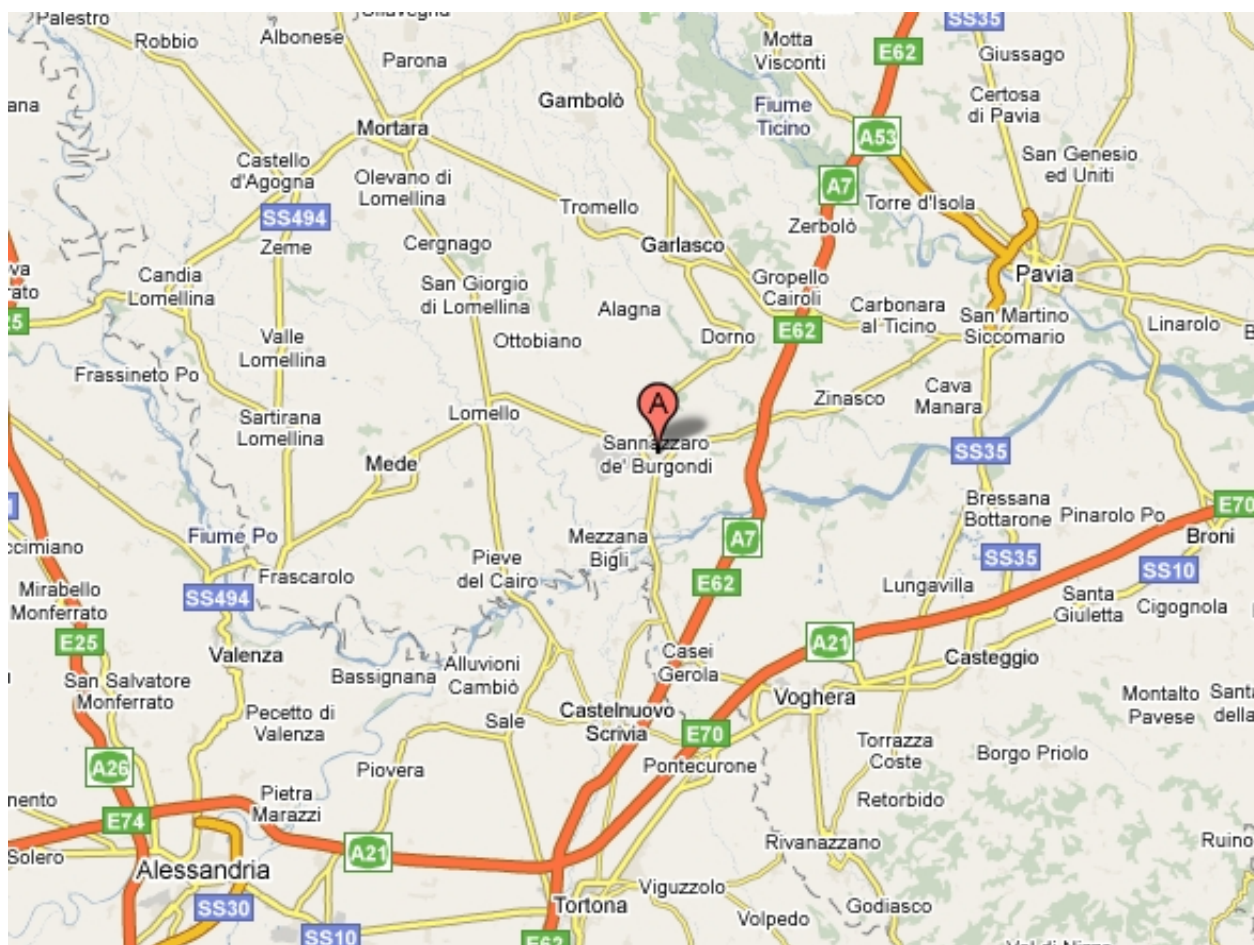 Palestro
Robbio
Albonese
Parona
Motta
Visconti
E62
SS35
Giussago
Gambolò
Fiume
Ticino
Certosa
di Pavia
Mortara
A53
Castello
d'Agogna
Olevano di
Lomellina
A7
San Genesio
ed Uniti
SS494
Zeme
Tromello
Torre d'Isola
Cergnago
Garlasco
Zerbolò
Candia
Lomellina
San Giorgio
di Lomellina
Gropello
Cairoli
Pavia
Alagna
Carbonara
al Ticino
San Martino
Siccomario
Linarolo
Valle
Lomellina
Ottobiano
Dorno
E62
Frassineto Po
Cava
Manara
Zinasco
A
Sartirana
Lomellina
Lomello
Sannazzaro
de' Burgondi
Mede
SS35
Bressana
Bottarone
Pinarolo Po
E70
Broni
Fiume Po
Mezzana
Bigli
A7
Frascarolo
Pieve
del Cairo
E62
SS35
SS10
Mirabello
Monferrato
SS494
Lungavilla
Santa
Giuletta
Cigognola
E25
Valenza
A21
Casei
Gerola
Casteggio
San Salvatore
Monferrato
Bassignana
Alluvioni
Cambiò
Voghera
Montalto
Pavese
Santa
della
Pecetto di
Valenza
Sale
Castelnuovo
Scrivia
E70
Torrazza
Coste
Borgo Priolo
A26
Piovera
Pontecurone
Retorbido
Pietra
Marazzi
E74
Solero
A21
Rivanazzano
Ruino
Alessandria
SS30
Viguzzolo
Tortona
Volpedo
Godiasco
SS10
E62